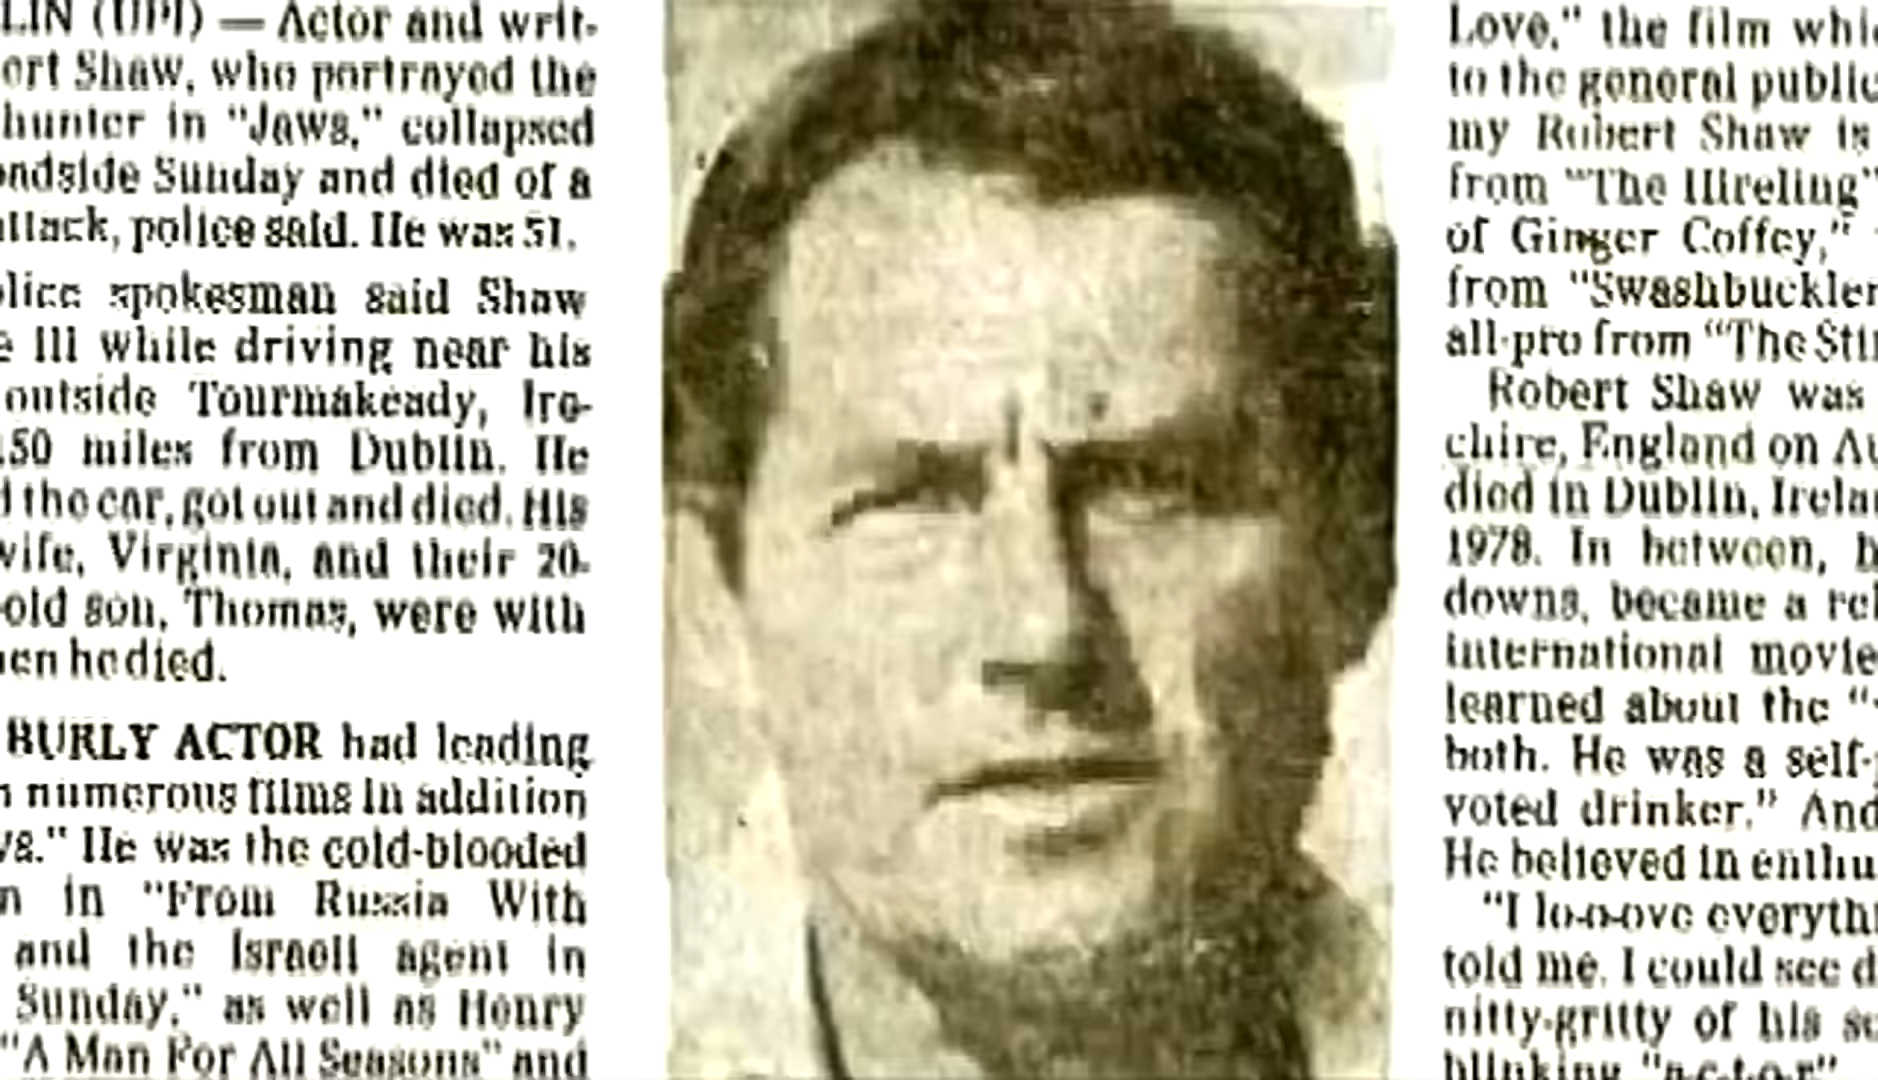 LIN (UPI) — Actor and writ-
ert Shaw, who portrayed the
hunter in "Jaws," collapsed
oadside Sunday and died of a
attack, police said. He was 51.
olice spokesman said Shaw
e ill while driving near his
outside Tourmakeady, Ire-
150 miles from Dublin. He
d the car, got out and died. His
wife, Virginia, and their 20-
-old son, Thomas, were with
hen he died.
BURLY ACTOR had leading
n numerous films in addition
ws." He was the cold-blooded
n in "From Russia With
and the Israeli agent in
Sunday," as well as Henry
"A Man For All Seasons" and
Love," the film whic
to the general public
my Robert Shaw is
from "The Hireling"
of Ginger Coffey,"
from "Swashbuckler
all-pro from "The Stin
Robert Shaw was
chire, England on Au
died in Dublin, Irelan
1978. In between, h
downs, became a rel
international movie
learned about the "
both. He was a self-
voted drinker." And
He believed in enthu
"I lo-o-ove everythi
told me. I could see d
nitty-gritty of his so
blinking "a-c-t-o-r"